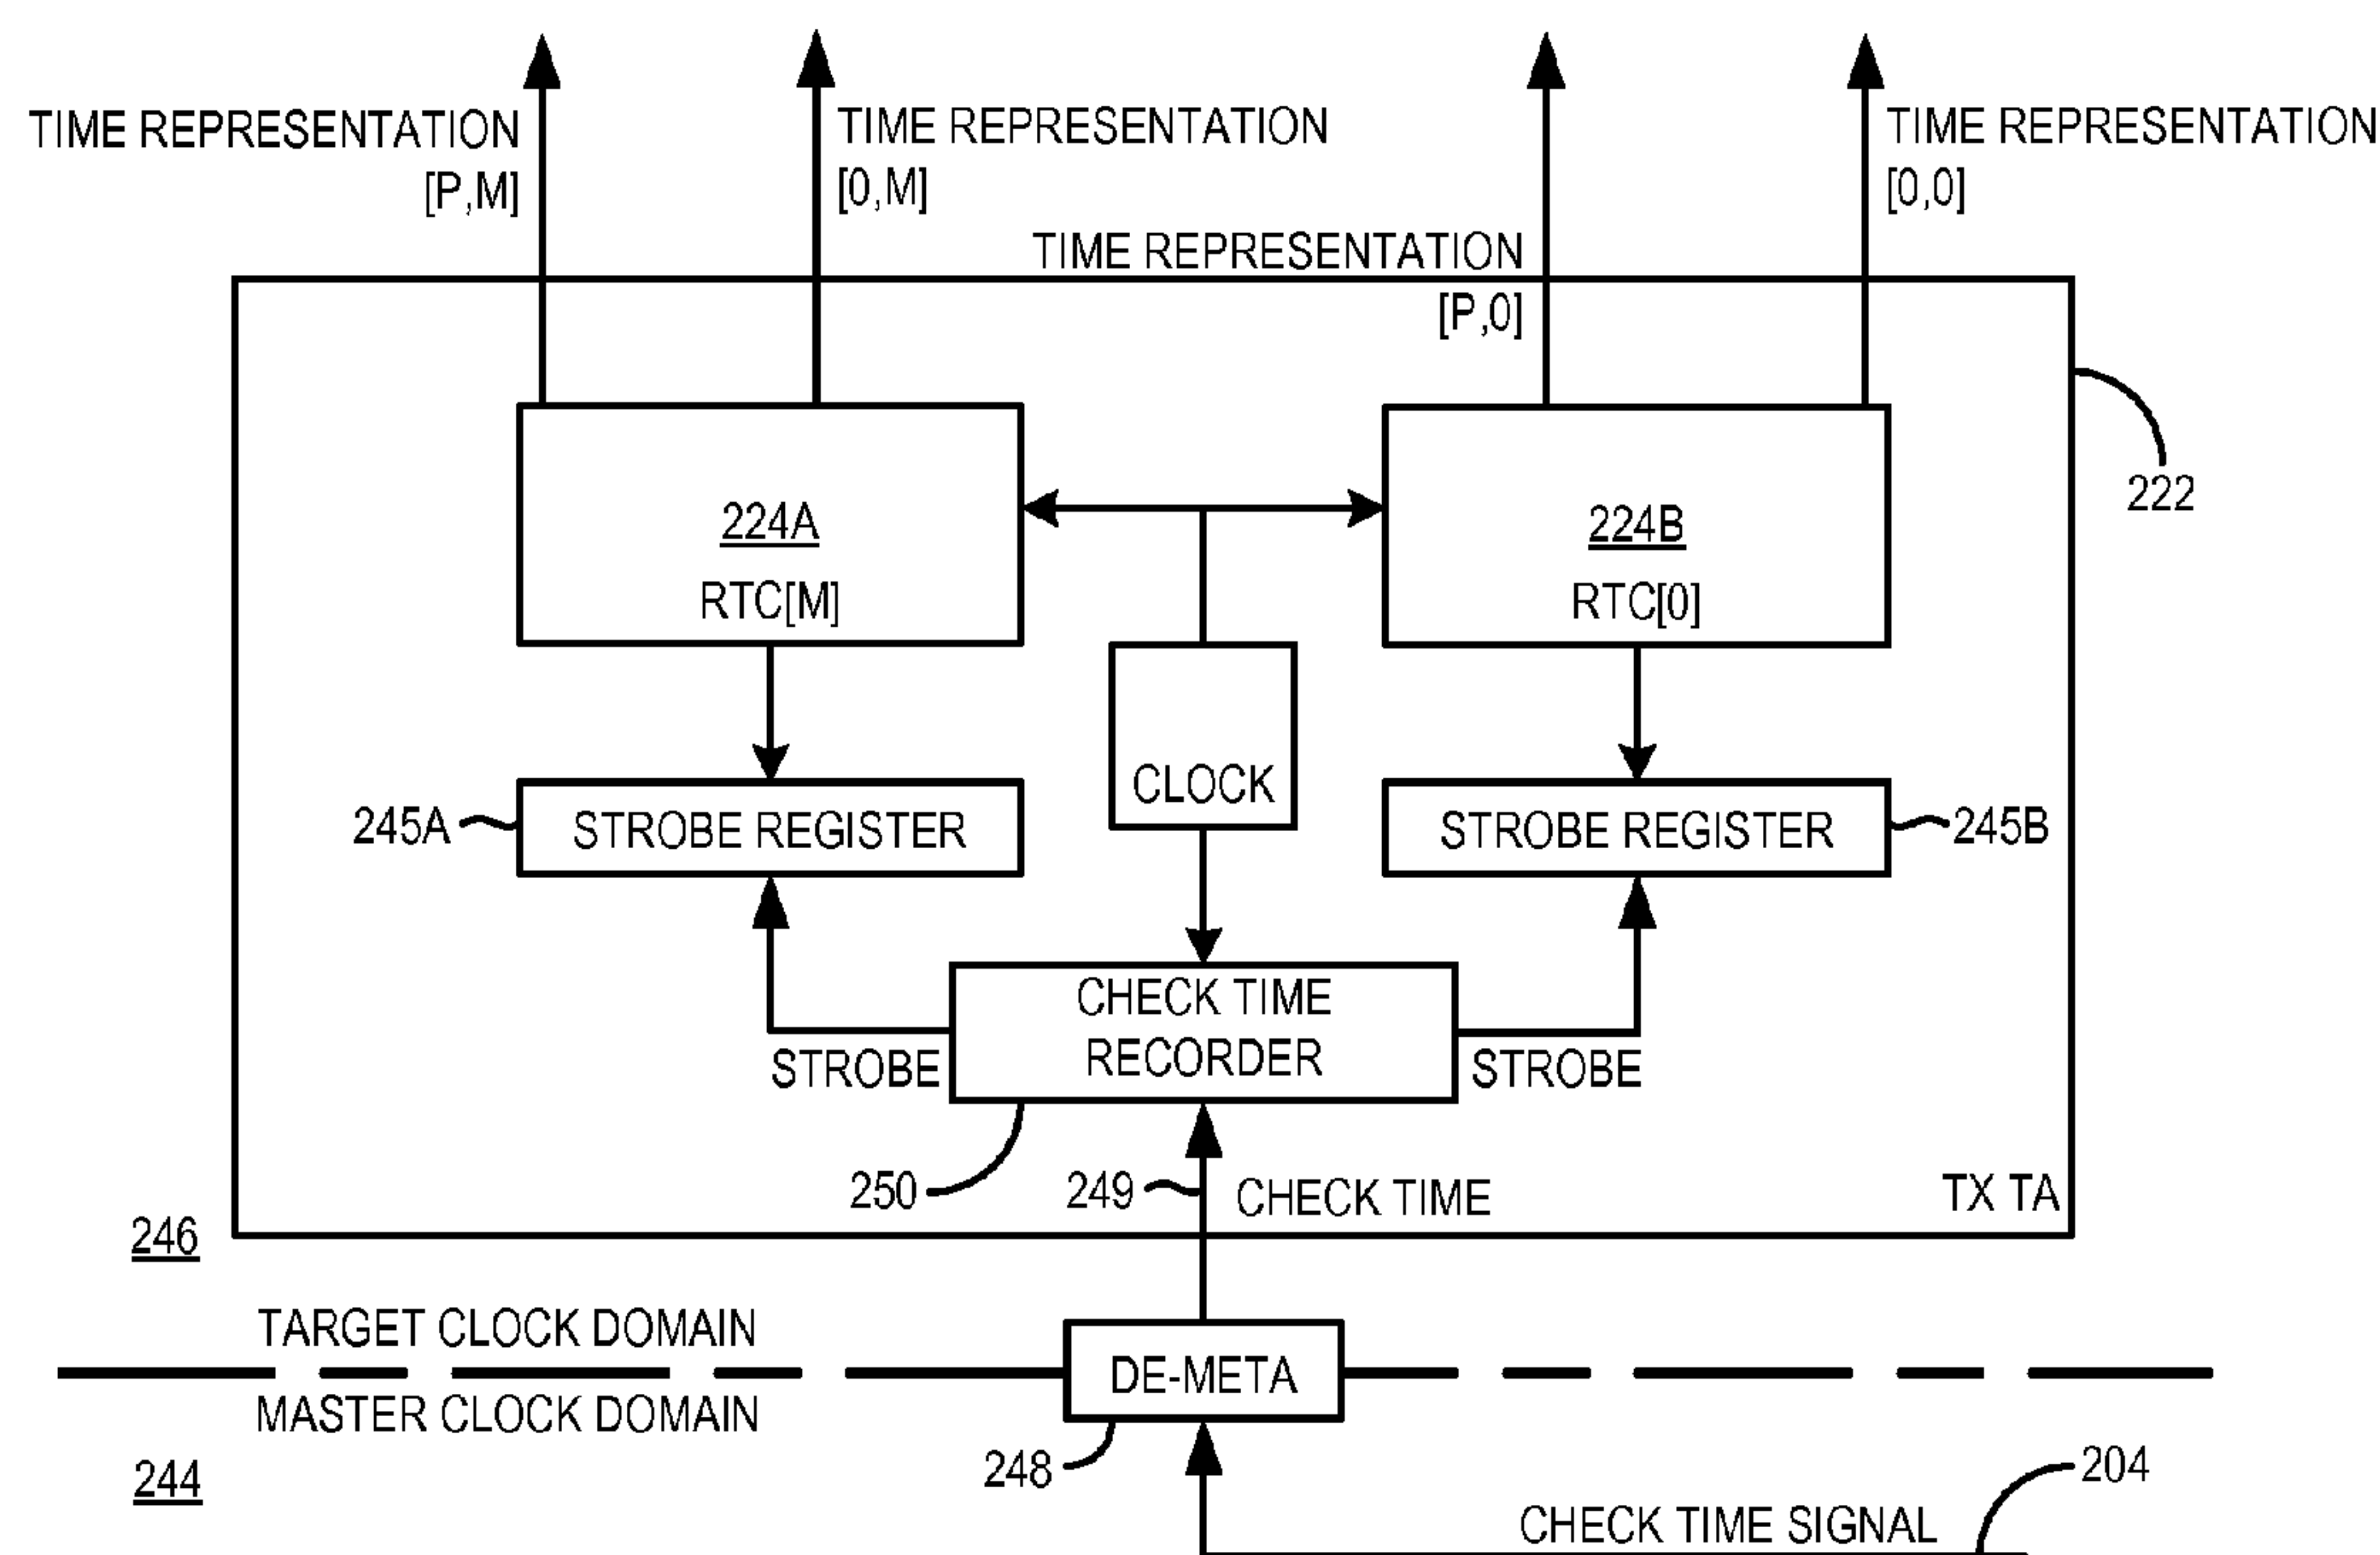 TIME REPRESENTATION
[P,M]
TIME REPRESENTATION
[0,M]
TIME REPRESENTATION
[P,0]
TIME REPRESENTATION
[0,0]
222
224A
RTC[M]
224B
RTC[0]
CLOCK
245A
STROBE REGISTER
STROBE REGISTER
245B
CHECK TIME
RECORDER
STROBE
STROBE
250
249
CHECK TIME
TX TA
246
TARGET CLOCK DOMAIN
DE-META
MASTER CLOCK DOMAIN
248
244
204
CHECK TIME SIGNAL